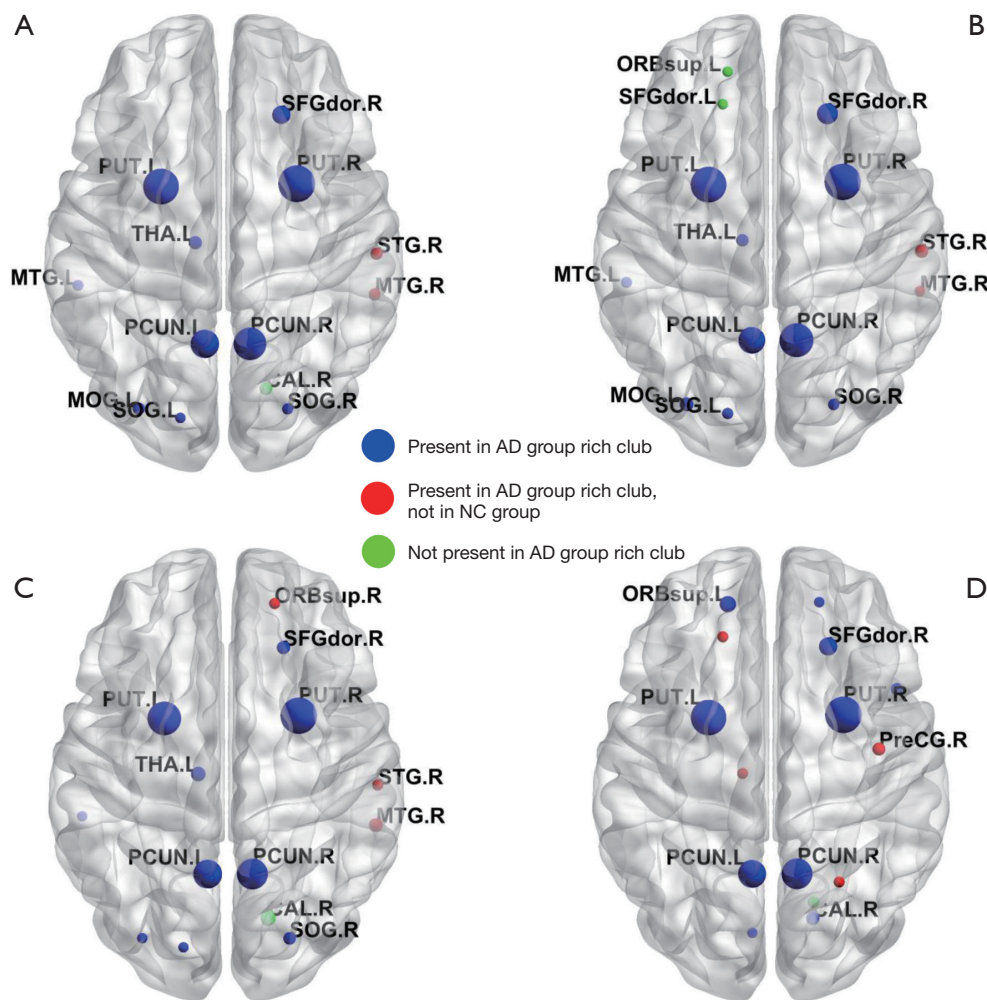 A
SFGdor.R
PUT.L
PUT.R
THA.L
STG.R
MTG.L
MTG.R
PCUN.L
PCUN.R
CAL.R
MOG.L
SOG.L
SOG.R
B
ORBsup.L
SFGdor.L
SFGdor.R
PUT.L
PUT.R
THA.L
STG.R
MTG.L
MTG.R
PCUN.L
PCUN.R
MOG.L
SOG.L
SOG.R
Present in AD group rich club
Present in AD group rich club,
not in NC group
Not present in AD group rich club
C
ORBsup.R
SFGdor.R
PUT.L
PUT.R
THA.L
STG.R
MTG.R
PCUN.L
PCUN.R
CAL.R
SOG.R
D
ORBsup.L
SFGdor.R
PUT.L
PUT.R
PreCG.R
PCUN.L
PCUN.R
CAL.R